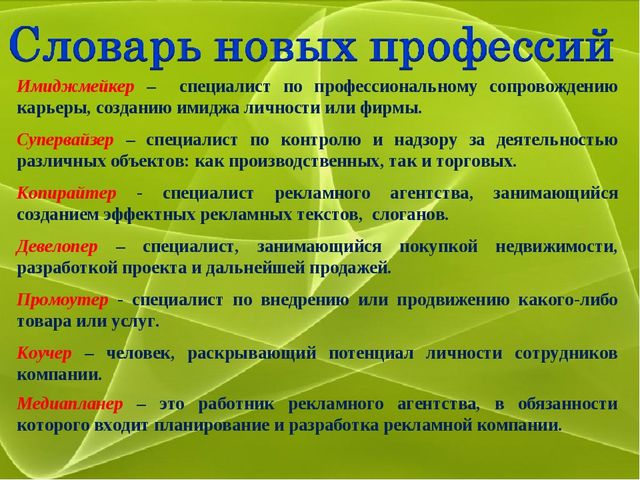 Словарь новых профессий
Имиджмейкер – специалист по профессиональному сопровождению
карьеры, созданию имиджа личности или фирмы.
Супервайзер – специалист по контролю и надзору за деятельностью
различных объектов: как производственных, так и торговых.
Копирайтер - специалист рекламного агентства, занимающийся
созданием эффектных рекламных текстов, слоганов.
Девелопер – специалист, занимающийся покупкой недвижимости,
разработкой проекта и дальнейшей продажей.
Промоутер - специалист по внедрению или продвижению какого-либо
товара или услуг.
Коучер – человек, раскрывающий потенциал личности сотрудников
компании.
Медиапланер – это работник рекламного агентства, в обязанности
которого входит планирование и разработка рекламной компании.